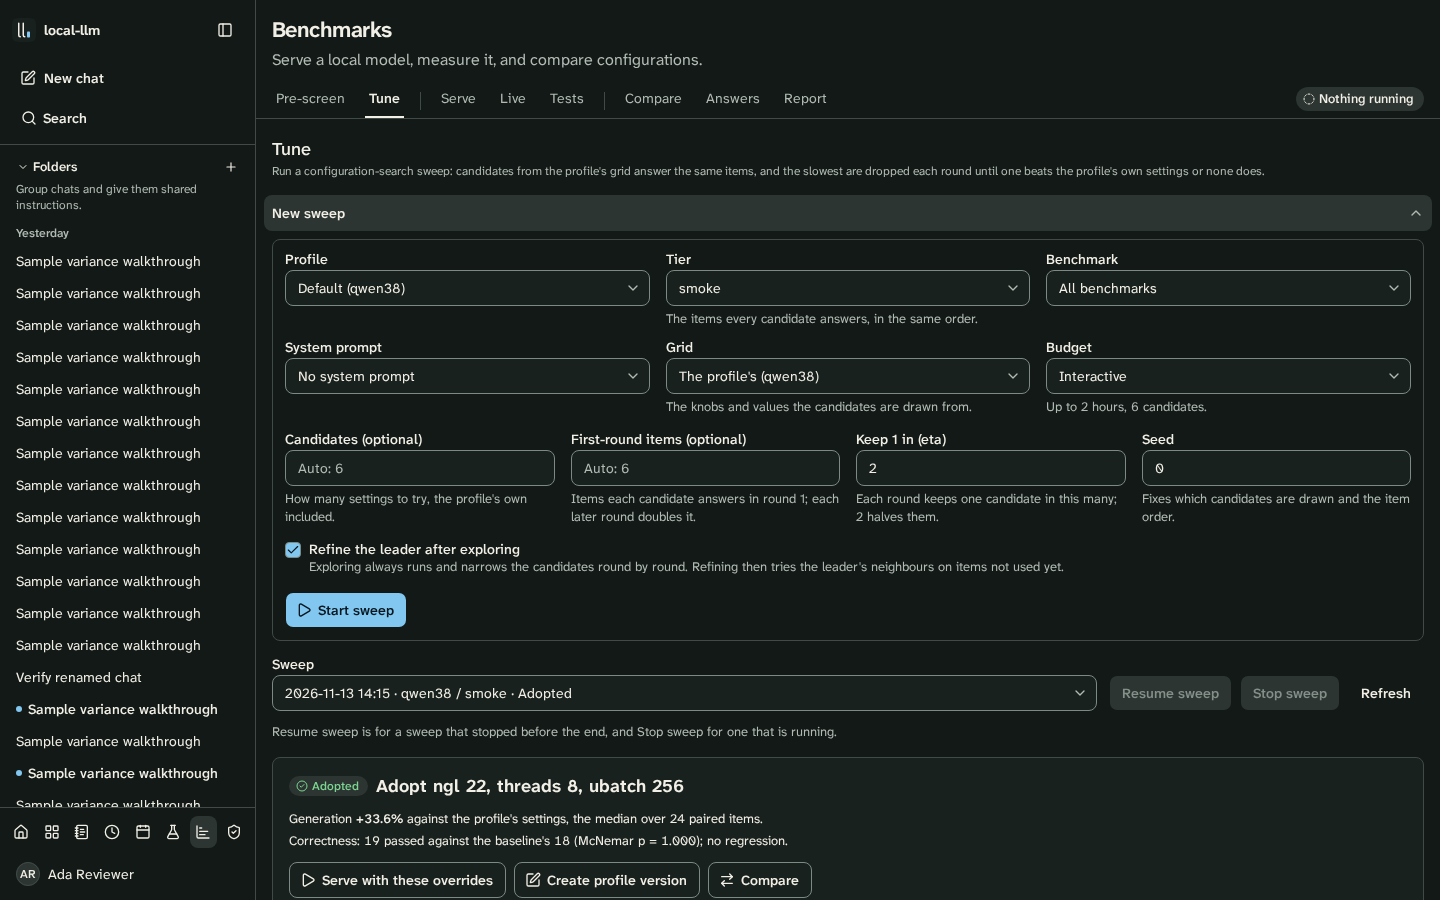 local-llm
New chat
Search
Folders
Group chats and give them shared
instructions.
Yesterday
Sample variance walkthrough
Sample variance walkthrough
Sample variance walkthrough
Sample variance walkthrough
Sample variance walkthrough
Sample variance walkthrough
Sample variance walkthrough
Sample variance walkthrough
Sample variance walkthrough
Sample variance walkthrough
Sample variance walkthrough
Sample variance walkthrough
Sample variance walkthrough
Verify renamed chat
Sample variance walkthrough
Sample variance walkthrough
Sample variance walkthrough
Sample variance walkthrough
AR Ada Reviewer
Benchmarks
Serve a local model, measure it, and compare configurations.
Pre-screen Tune Serve Live Tests Compare Answers Report Nothing running
Tune
Run a configuration-search sweep: candidates from the profile's grid answer the same items, and the slowest are dropped each round until one beats the profile's own settings or none does.
New sweep
Profile Tier Benchmark
Default (qwen38) smoke All benchmarks
The items every candidate answers, in the same order.
System prompt Grid Budget
No system prompt The profile's (qwen38) Interactive
The knobs and values the candidates are drawn from. Up to 2 hours, 6 candidates.
Candidates (optional) First-round items (optional) Keep 1 in (eta) Seed
Auto: 6 Auto: 6 2 0
How many settings to try, the profile's own Items each candidate answers in round 1; each Each round keeps one candidate in this many; Fixes which candidates are drawn and the item
included. later round doubles it. 2 halves them. order.
Refine the leader after exploring
Exploring always runs and narrows the candidates round by round. Refining then tries the leader's neighbours on items not used yet.
Start sweep
Sweep
2026-11-13 14:15 · qwen38 / smoke · Adopted Resume sweep Stop sweep Refresh
Resume sweep is for a sweep that stopped before the end, and Stop sweep for one that is running.
Adopted Adopt ngl 22, threads 8, ubatch 256
Generation +33.6% against the profile's settings, the median over 24 paired items.
Correctness: 19 passed against the baseline's 18 (McNemar p = 1.000); no regression.
Serve with these overrides Create profile version Compare